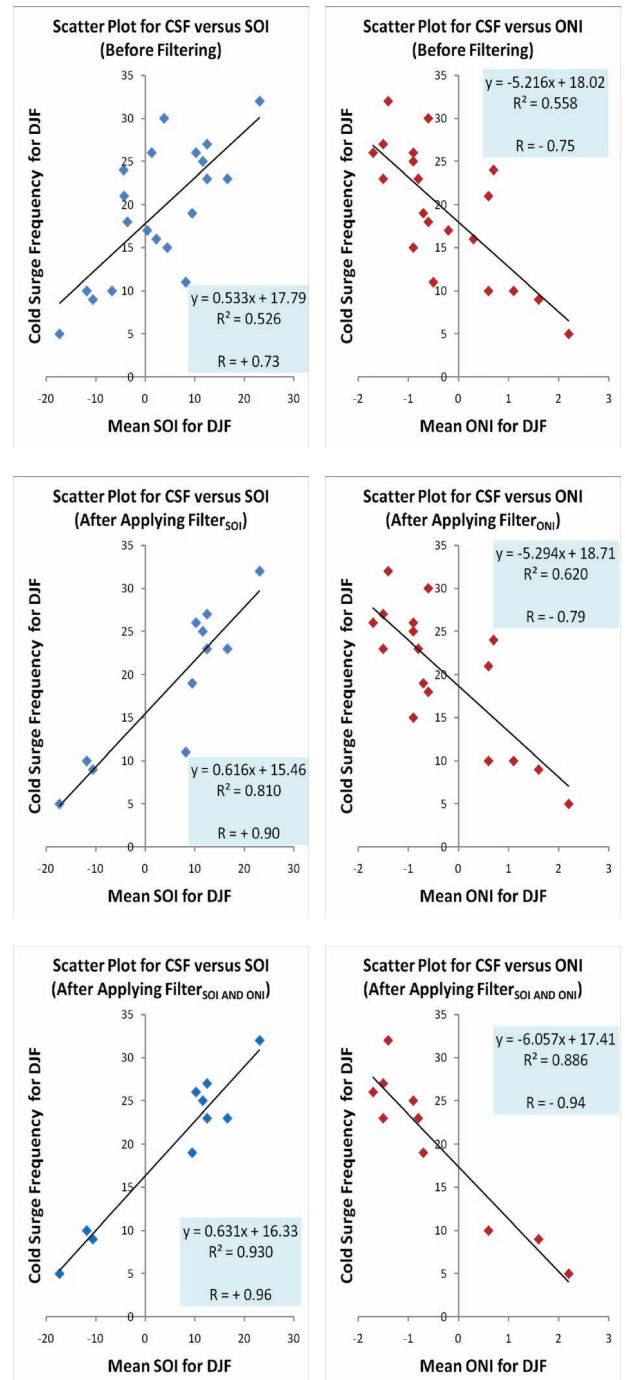 Scatter Plot for CSF versus SOI
(Before Filtering)
Cold Surge Frequency for DJF
35
30
25
20
15
10
5
0
-20
-10
0
10
20
30
Mean SOI for DJF
y = 0.533x + 17.79
R² = 0.526
R = + 0.73
Scatter Plot for CSF versus ONI
(Before Filtering)
Cold Surge Frequency for DJF
35
30
25
20
15
10
5
0
-2
-1
0
1
2
3
Mean ONI for DJF
y = -5.216x + 18.02
R² = 0.558
R = - 0.75
Scatter Plot for CSF versus SOI
(After Applying Filter SOI)
Cold Surge Frequency for DJF
35
30
25
20
15
10
5
0
-20
-10
0
10
20
30
Mean SOI for DJF
y = 0.616x + 15.46
R² = 0.810
R = + 0.90
Scatter Plot for CSF versus ONI
(After Applying Filter ONI)
Cold Surge Frequency for DJF
35
30
25
20
15
10
5
0
-2
-1
0
1
2
3
Mean ONI for DJF
y = -5.294x + 18.71
R² = 0.620
R = - 0.79
Scatter Plot for CSF versus SOI
(After Applying Filter SOI AND ONI)
Cold Surge Frequency for DJF
35
30
25
20
15
10
5
0
-20
-10
0
10
20
30
Mean SOI for DJF
y = 0.631x + 16.33
R² = 0.930
R = + 0.96
Scatter Plot for CSF versus ONI
(After Applying Filter SOI AND ONI)
Cold Surge Frequency for DJF
35
30
25
20
15
10
5
0
-2
-1
0
1
2
3
Mean ONI for DJF
y = -6.057x + 17.41
R² = 0.886
R = - 0.94